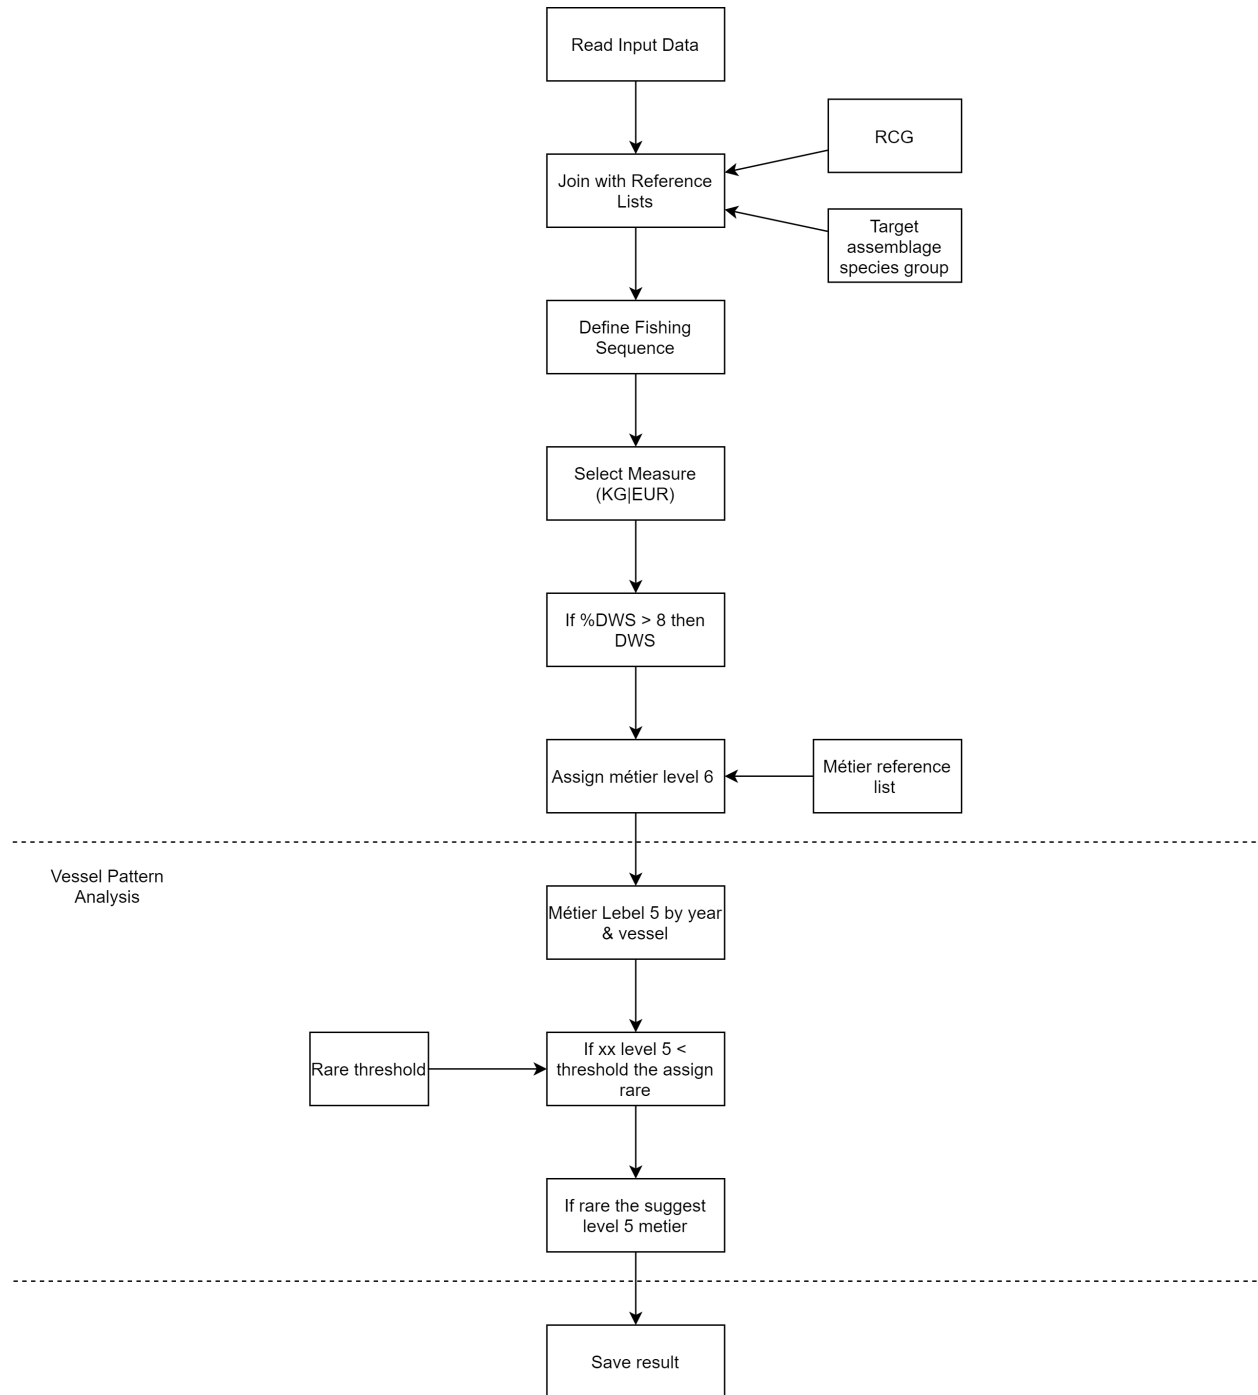 Read Input Data
RCG
Join with Reference
Lists
Target
assemblage
species group
Define Fishing
Sequence
Select Measure
(KG|EUR)
If %DWS > 8 then
DWS
Assign métier level 6
Métier reference
list
Vessel Pattern
Analysis
Métier Lebel 5 by year
& vessel
Rare threshold
If xx level 5 <
threshold the assign
rare
If rare the suggest
level 5 metier
Save result